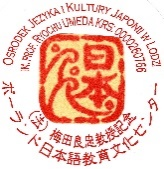 OŚRODEK JĘZYKA I KULTURY JAPONII W ŁODZI
IM. PROF. RYOCHU UMEDA KRS: 0000260766
日本
(法) 梅田良忠教授記念
ポーランド日本語教育文化センター